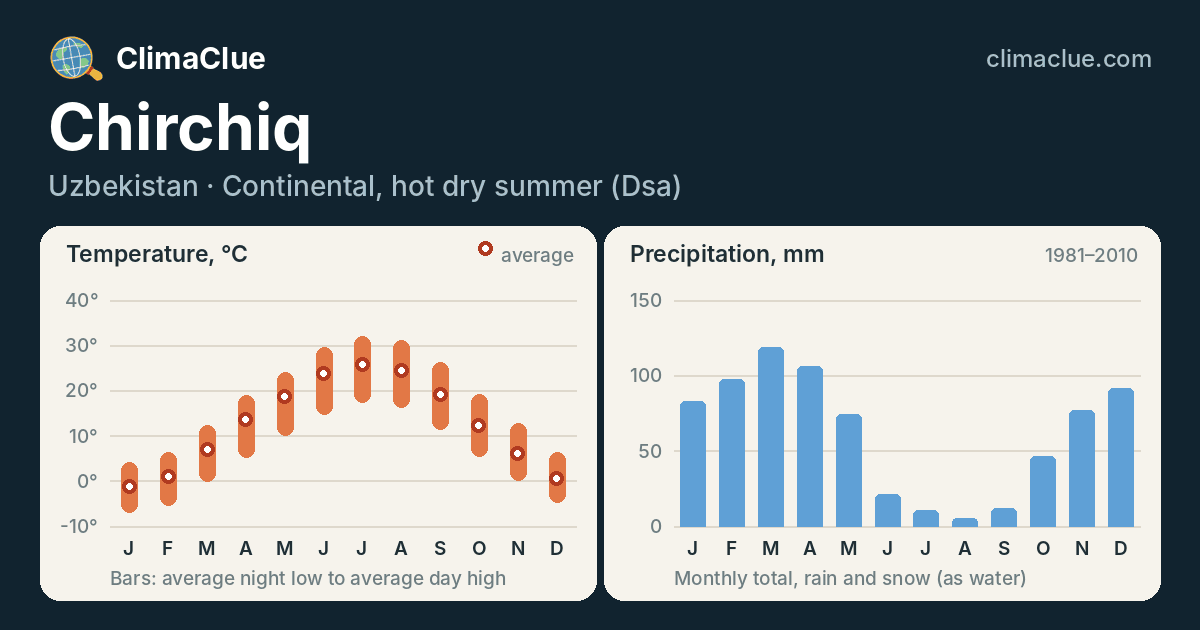 ClimaClue
climaclue.com
Chirchiq
Uzbekistan · Continental, hot dry summer (Dsa)
Temperature, °C
average
40°
30°
20°
10°
0°
-10°
J F M A M J J A S O N D
Bars: average night low to average day high
Precipitation, mm
1981–2010
150
100
50
0
J F M A M J J A S O N D
Monthly total, rain and snow (as water)